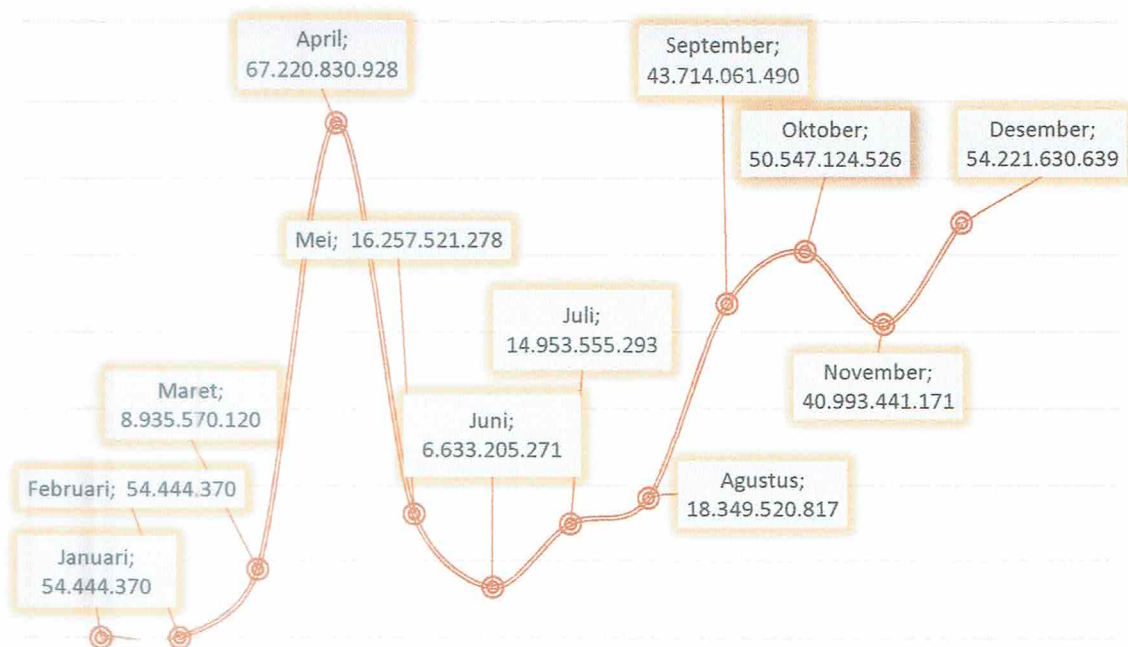 April;
67.220.830.928
September;
43.714.061.490
Oktober;
50.547.124.526
Desember;
54.221.630.639
Mei; 16.257.521.278
Juli;
14.953.555.293
Maret;
8.935.570.120
Juni;
6.633.205.271
November;
40.993.441.171
Februari; 54.444.370
Agustus;
18.349.520.817
Januari;
54.444.370